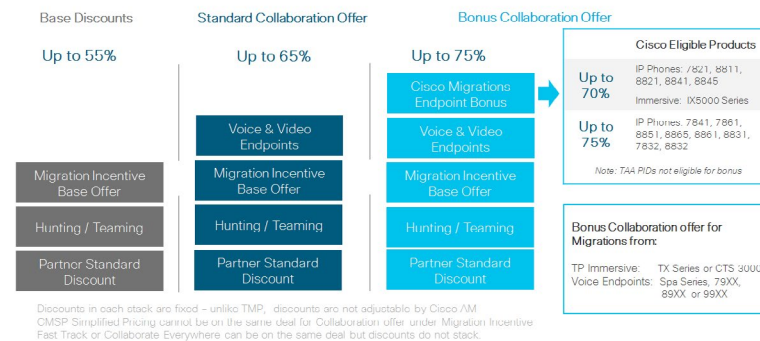 Base Discounts
Standard Collaboration Offer
Bonus Collaboration Offer
Up to 55%
Up to 65%
Up to 75%
Cisco Migrations
Endpoint Bonus
Voice & Video
Endpoints
Voice & Video
Endpoints
Migration Incentive
Base Offer
Migration Incentive
Base Offer
Migration Incentive
Base Offer
Hunting / Teaming
Hunting / Teaming
Hunting / Teaming
Partner Standard
Discount
Partner Standard
Discount
Partner Standard
Discount
Cisco Eligible Products
Up to
70%
IP Phones: 7821, 8811,
8821, 8841, 8845
Immersive: IX5000 Series
Up to
75%
IP Phones: 7841, 7861,
8851, 8865, 8861, 8831,
7832, 8832
Note: TAA PIDs not eligible for bonus
Bonus Collaboration offer for
Migrations from:
TP Immersive: TX Series or CTS 3000
Voice Endpoints: Spa Series, 79XX,
89XX or 99XX
Discounts in each stack are fixed – unlike TMP, discounts are not adjustable by Cisco AM
CMSP Simplified Pricing cannot be on the same deal for Collaboration offer under Migration Incentive
Fast Track or Collaborate Everywhere can be on the same deal but discounts do not stack.